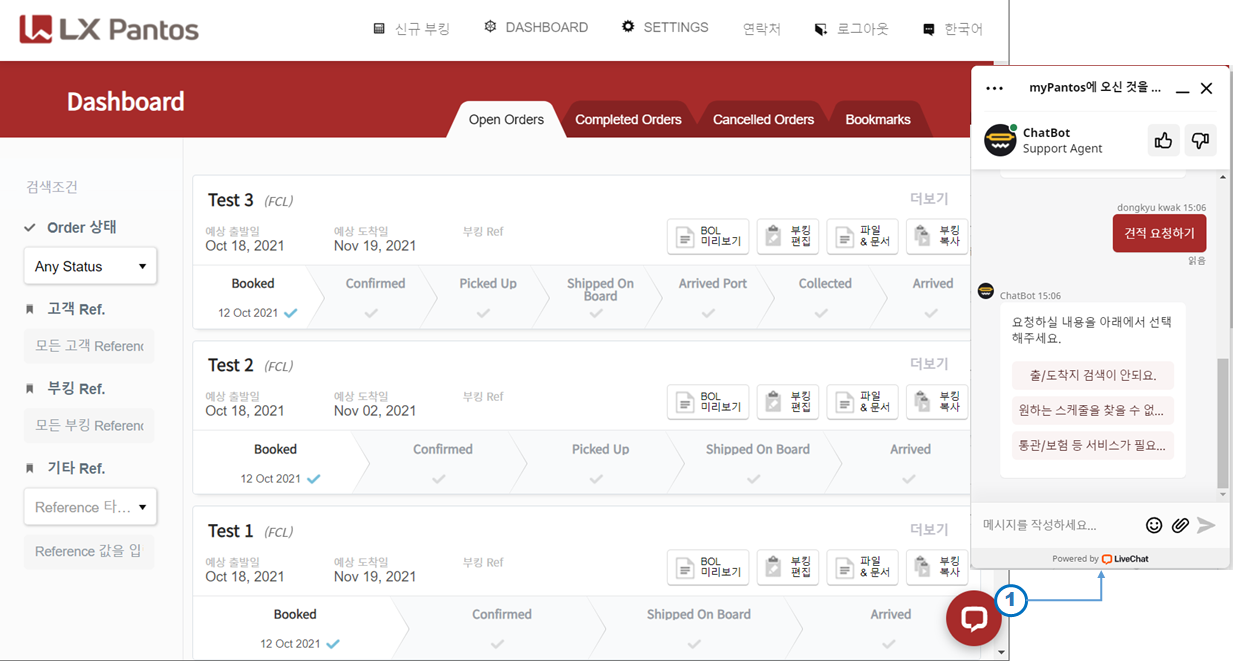 LX Pantos
신규 부킹
DASHBOARD
SETTINGS
연락처
로그아웃
한국어
Dashboard
Open Orders
Completed Orders
Cancelled Orders
Bookmarks
검색조건
Order 상태
Any Status
고객 Ref.
모든 고객 Referenc
부킹 Ref.
모든 부킹 Referenc
기타 Ref.
Reference 타...
Reference 값을 입
Test 3 (FCL)
더보기
예상 출발일
Oct 18, 2021
예상 도착일
Nov 19, 2021
부킹 Ref
BOL
미리보기
부킹
편집
파일
& 문서
부킹
복사
Booked
12 Oct 2021
Confirmed
Picked Up
Shipped On
Board
Arrived Port
Collected
Arrived
Test 2 (FCL)
더보기
예상 출발일
Oct 18, 2021
예상 도착일
Nov 02, 2021
부킹 Ref
BOL
미리보기
부킹
편집
파일
& 문서
부킹
복사
Booked
12 Oct 2021
Confirmed
Picked Up
Shipped On Board
Arrived
Test 1 (FCL)
더보기
예상 출발일
Oct 18, 2021
예상 도착일
Nov 19, 2021
부킹 Ref
BOL
미리보기
부킹
편집
파일
& 문서
부킹
복사
Booked
12 Oct 2021
Confirmed
Shipped On Board
Arrived
myPantos에 오신 것을 ...
ChatBot
Support Agent
dongkyu kwak 15:06
견적 요청하기
읽음
ChatBot 15:06
요청하실 내용을 아래에서 선택
해주세요.
출/도착지 검색이 안되요.
원하는 스케줄을 찾을 수 없...
통관/보험 등 서비스가 필요...
메시지를 작성하세요...
Powered by LiveChat
1